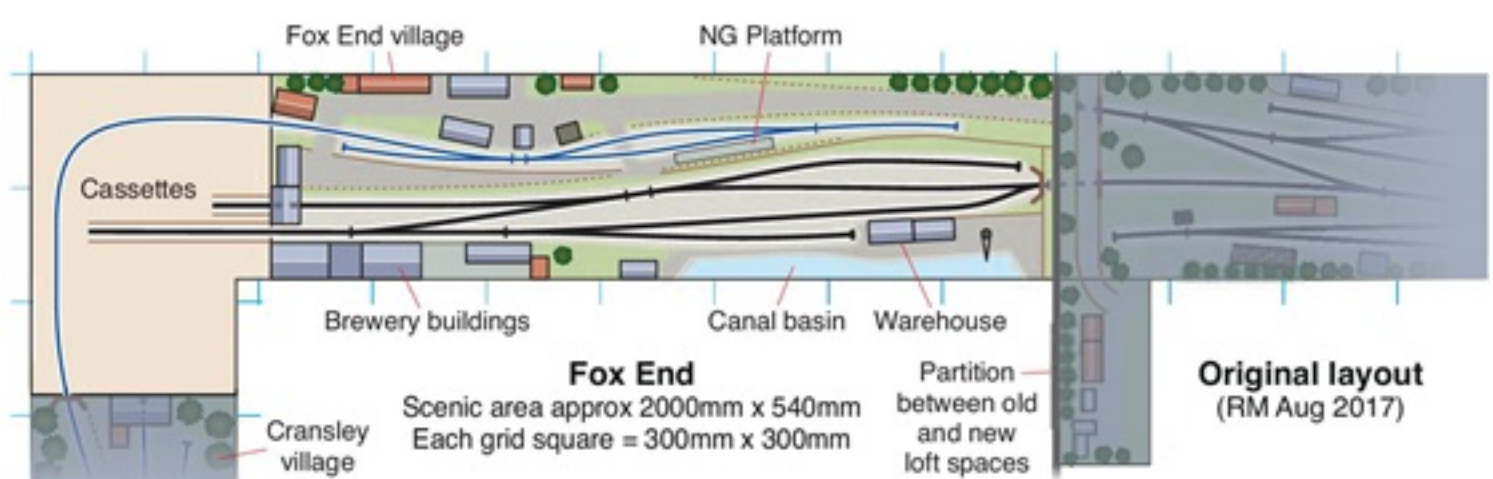 Fox End village
NG Platform
Cassettes
Brewery buildings
Canal basin
Warehouse
Fox End
Scenic area approx 2000mm x 540mm
Each grid square = 300mm x 300mm
Partition
between old
and new
loft spaces
Original layout
(RM Aug 2017)
Cransley
village